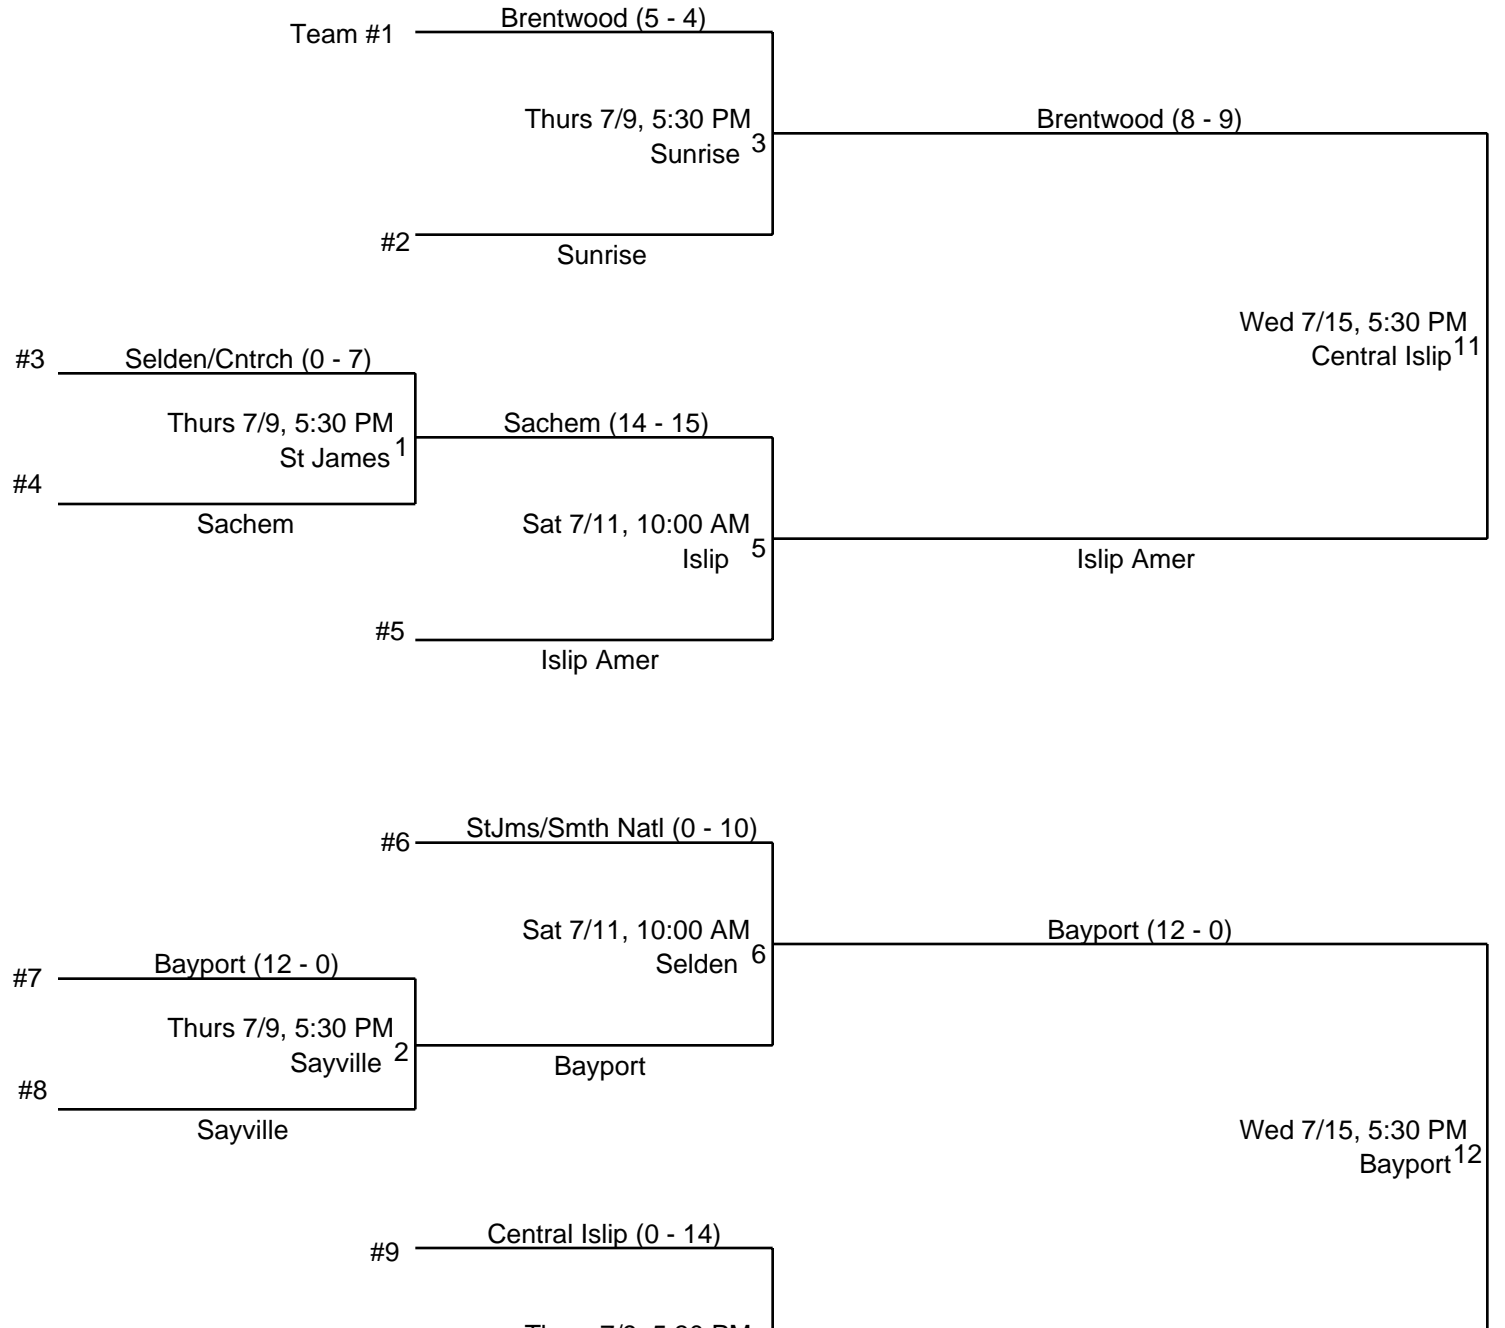 Brentwood (5 - 4)
Team #1
Thurs 7/9, 5:30 PM
Brentwood (8 - 9)
Sunrise 3
#2
Sunrise
Wed 7/15, 5:30 PM
Central Islip 11
#3 Selden/Cntrch (0 - 7)
Thurs 7/9, 5:30 PM
Sachem (14 - 15)
St James 1
#4
Sachem
Sat 7/11, 10:00 AM
Islip 5
Islip Amer
#5
Islip Amer
#6 StJms/Smth Natl (0 - 10)
Sat 7/11, 10:00 AM
Bayport (12 - 0)
Selden 6
#7 Bayport (12 - 0)
Thurs 7/9, 5:30 PM
Sayville 2
Bayport
#8
Sayville
Wed 7/15, 5:30 PM
Bayport 12
#9 Central Islip (0 - 14)